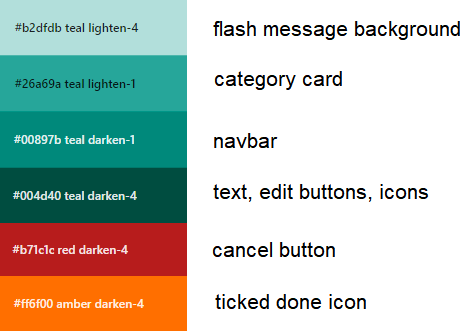 #b2dfdb teal lighten-4 flash message background
#26a69a teal lighten-1 category card
#00897b teal darken-1 navbar
#004d40 teal darken-4 text, edit buttons, icons
#b71c1c red darken-4 cancel button
#ff6f00 amber darken-4 ticked done icon